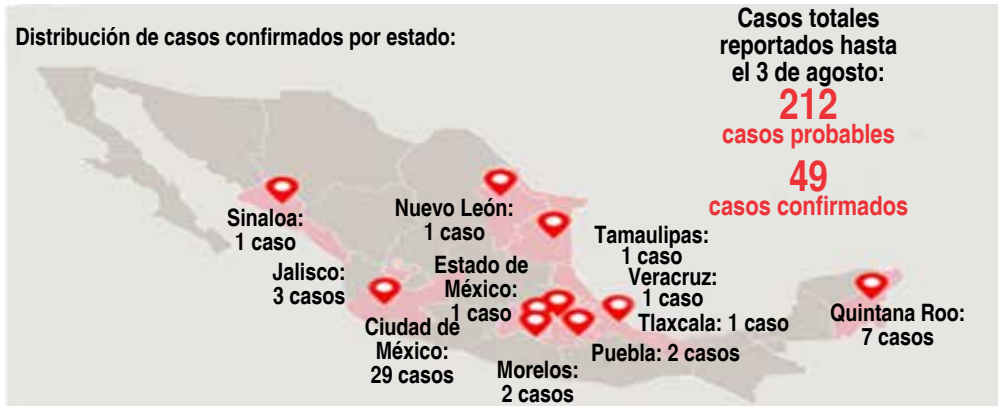 Distribución de casos confirmados por estado:
Casos totales
reportados hasta
el 3 de agosto:
212
casos probables
49
casos confirmados
Sinaloa:
1 caso
Nuevo León:
1 caso
Tamaulipas:
1 caso
Jalisco:
3 casos
Estado de
México:
1 caso
Veracruz:
1 caso
Tlaxcala: 1 caso
Quintana Roo:
7 casos
Ciudad de
México:
29 casos
Puebla: 2 casos
Morelos:
2 casos